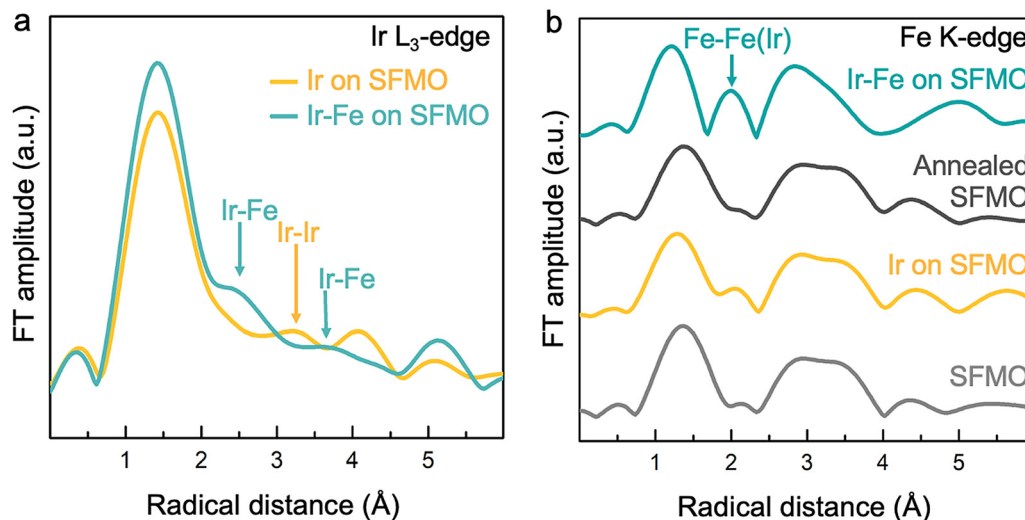 a
Ir L₃-edge
Ir on SFMO
Ir-Fe on SFMO
Ir-Fe
Ir-Ir
Ir-Fe
FT amplitude (a.u.)
1 2 3 4 5
Radical distance (Å)
b
Fe-Fe(Ir)
Fe K-edge
Ir-Fe on SFMO
Annealed
SFMO
Ir on SFMO
SFMO
FT amplitude (a.u.)
1 2 3 4 5
Radical distance (Å)